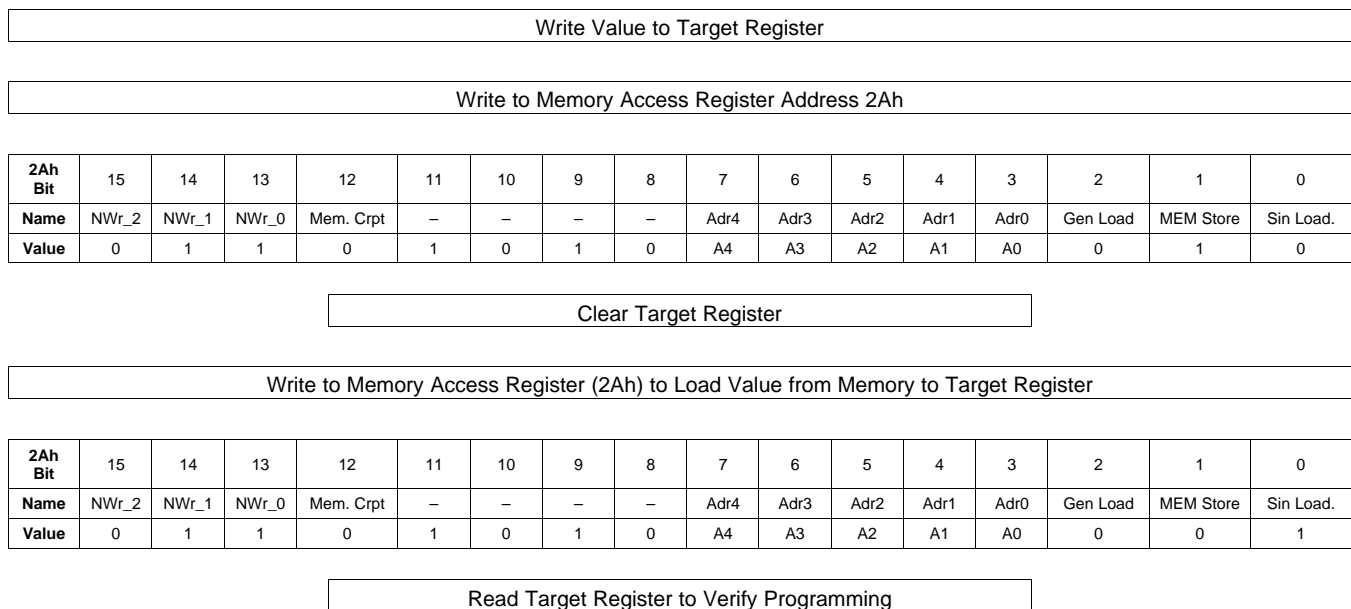 Write Value to Target Register
Write to Memory Access Register Address 2Ah
2Ah Bit 15 14 13 12 11 10 9 8 7 6 5 4 3 2 1 0
Name NWr_2 NWr_1 NWr_0 Mem. Crpt – – – – Adr4 Adr3 Adr2 Adr1 Adr0 Gen Load MEM Store Sin Load.
Value 0 1 1 0 1 0 1 0 A4 A3 A2 A1 A0 0 1 0
Clear Target Register
Write to Memory Access Register (2Ah) to Load Value from Memory to Target Register
2Ah Bit 15 14 13 12 11 10 9 8 7 6 5 4 3 2 1 0
Name NWr_2 NWr_1 NWr_0 Mem. Crpt – – – – Adr4 Adr3 Adr2 Adr1 Adr0 Gen Load MEM Store Sin Load.
Value 0 1 1 0 1 0 1 0 A4 A3 A2 A1 A0 0 0 1
Read Target Register to Verify Programming